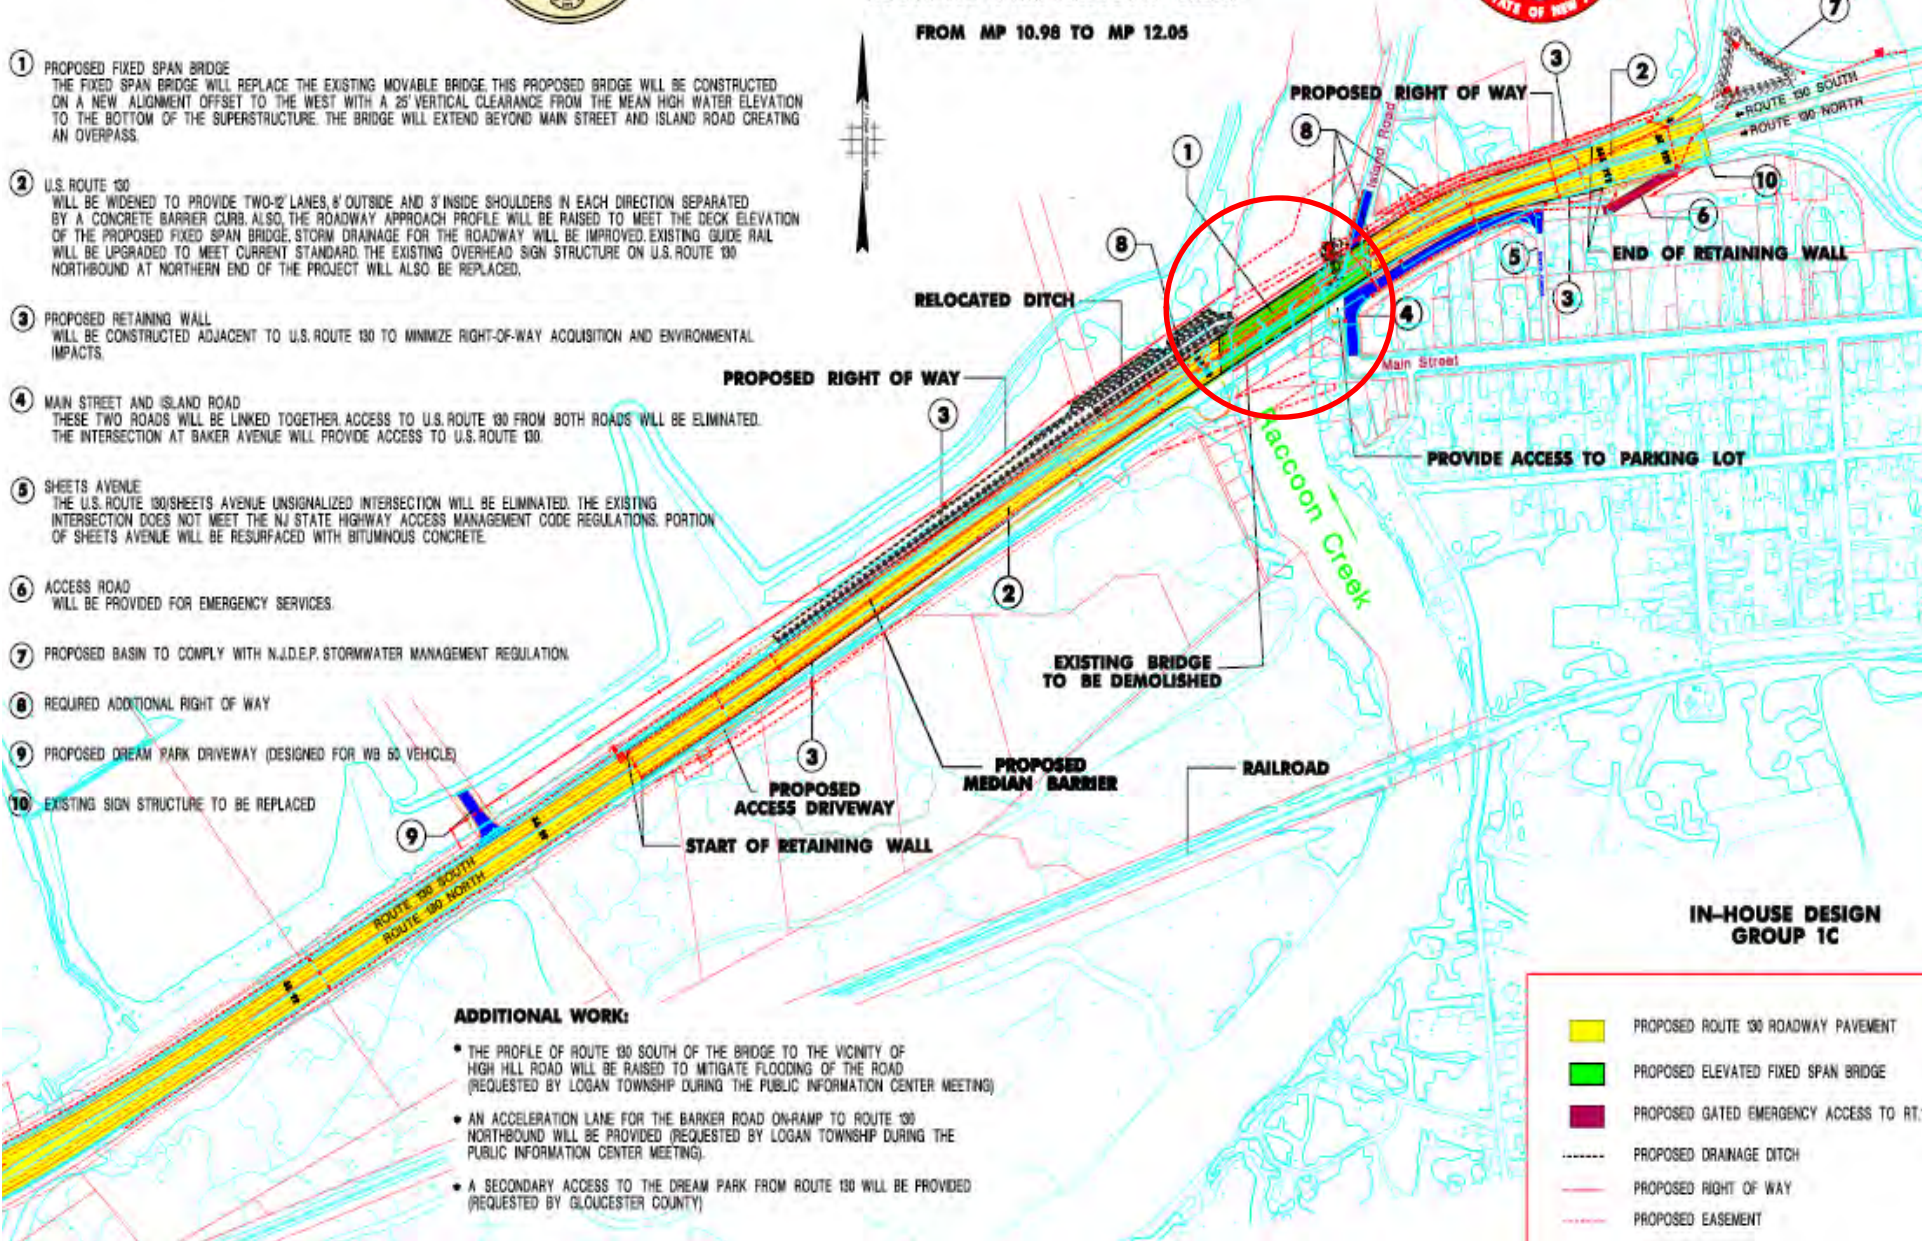 FROM MP 10.98 TO MP 12.05
STATE OF NEW
1 PROPOSED FIXED SPAN BRIDGE
THE FIXED SPAN BRIDGE WILL REPLACE THE EXISTING MOVABLE BRIDGE. THIS PROPOSED BRIDGE WILL BE CONSTRUCTED
ON A NEW ALIGNMENT OFFSET TO THE WEST WITH A 25' VERTICAL CLEARANCE FROM THE MEAN HIGH WATER ELEVATION
TO THE BOTTOM OF THE SUPERSTRUCTURE. THE BRIDGE WILL EXTEND BEYOND MAIN STREET AND ISLAND ROAD CREATING
AN OVERPASS.
2 U.S. ROUTE 130
WILL BE WIDENED TO PROVIDE TWO-12' LANES, 8' OUTSIDE AND 3' INSIDE SHOULDERS IN EACH DIRECTION SEPARATED
BY A CONCRETE BARRIER CURB. ALSO, THE ROADWAY APPROACH PROFILE WILL BE RAISED TO MEET THE DECK ELEVATION
OF THE PROPOSED FIXED SPAN BRIDGE. STORM DRAINAGE FOR THE ROADWAY WILL BE IMPROVED. EXISTING GUIDE RAIL
WILL BE UPGRADED TO MEET CURRENT STANDARD. THE EXISTING OVERHEAD SIGN STRUCTURE ON U.S. ROUTE 130
NORTHBOUND AT NORTHERN END OF THE PROJECT WILL ALSO BE REPLACED.
3 PROPOSED RETAINING WALL
WILL BE CONSTRUCTED ADJACENT TO U.S. ROUTE 130 TO MINIMIZE RIGHT-OF-WAY ACQUISITION AND ENVIRONMENTAL
IMPACTS.
4 MAIN STREET AND ISLAND ROAD
THESE TWO ROADS WILL BE LINKED TOGETHER. ACCESS TO U.S. ROUTE 130 FROM BOTH ROADS WILL BE ELIMINATED.
THE INTERSECTION AT BAKER AVENUE WILL PROVIDE ACCESS TO U.S. ROUTE 130.
5 SHEETS AVENUE
THE U.S. ROUTE 130/SHEETS AVENUE UNSIGNALIZED INTERSECTION WILL BE ELIMINATED. THE EXISTING
INTERSECTION DOES NOT MEET THE NJ STATE HIGHWAY ACCESS MANAGEMENT CODE REGULATIONS. PORTION
OF SHEETS AVENUE WILL BE RESURFACED WITH BITUMINOUS CONCRETE.
6 ACCESS ROAD
WILL BE PROVIDED FOR EMERGENCY SERVICES.
7 PROPOSED BASIN TO COMPLY WITH N.J.D.E.P. STORMWATER MANAGEMENT REGULATION.
8 REQUIRED ADDITIONAL RIGHT OF WAY
9 PROPOSED DREAM PARK DRIVEWAY (DESIGNED FOR WB 50 VEHICLE)
10 EXISTING SIGN STRUCTURE TO BE REPLACED
7
3
2
PROPOSED RIGHT OF WAY
8
1
ROUTE 130 SOUTH
ROUTE 130 NORTH
Island Road
10
6
8
5
END OF RETAINING WALL
3
RELOCATED DITCH
4
Main Street
PROPOSED RIGHT OF WAY
3
PROVIDE ACCESS TO PARKING LOT
Raccoon Creek
2
EXISTING BRIDGE
TO BE DEMOLISHED
3
PROPOSED
MEDIAN BARRIER
RAILROAD
PROPOSED
ACCESS DRIVEWAY
9
START OF RETAINING WALL
ROUTE 130 SOUTH
ROUTE 130 NORTH
IN-HOUSE DESIGN
GROUP 1C
ADDITIONAL WORK:
• THE PROFILE OF ROUTE 130 SOUTH OF THE BRIDGE TO THE VICINITY OF
HIGH HILL ROAD WILL BE RAISED TO MITIGATE FLOODING OF THE ROAD
(REQUESTED BY LOGAN TOWNSHIP DURING THE PUBLIC INFORMATION CENTER MEETING)
• AN ACCELERATION LANE FOR THE BARKER ROAD ON-RAMP TO ROUTE 130
NORTHBOUND WILL BE PROVIDED (REQUESTED BY LOGAN TOWNSHIP DURING THE
PUBLIC INFORMATION CENTER MEETING).
• A SECONDARY ACCESS TO THE DREAM PARK FROM ROUTE 130 WILL BE PROVIDED
(REQUESTED BY GLOUCESTER COUNTY)
PROPOSED ROUTE 130 ROADWAY PAVEMENT
PROPOSED ELEVATED FIXED SPAN BRIDGE
PROPOSED GATED EMERGENCY ACCESS TO RT.
PROPOSED DRAINAGE DITCH
PROPOSED RIGHT OF WAY
PROPOSED EASEMENT